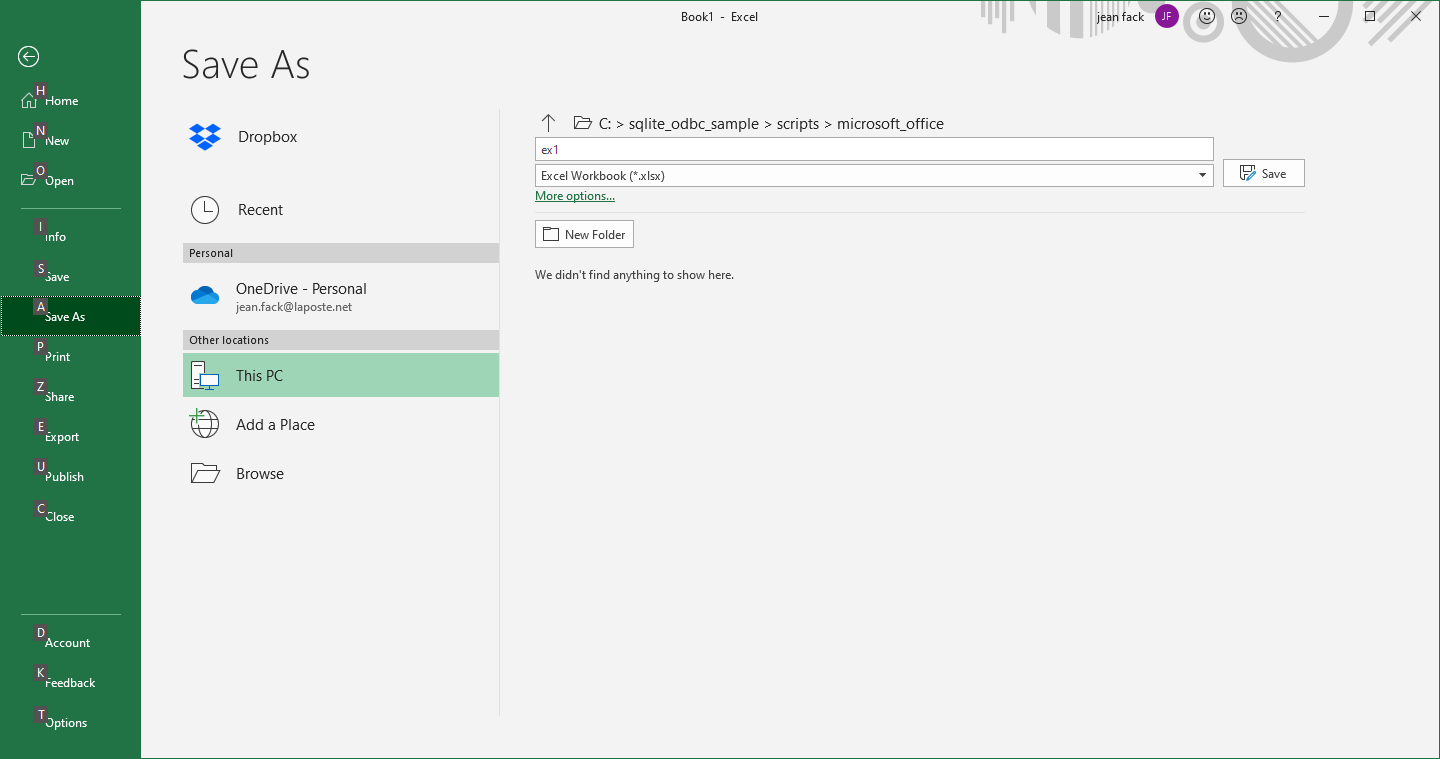 Book1 - Excel
jean fack
JF
?
H
Home
N
New
O
Open
I
Info
S
Save
A
Save As
P
Print
Z
Share
E
Export
U
Publish
C
Close
D
Account
K
Feedback
T
Options
Save As
Dropbox
Recent
Personal
OneDrive - Personal
jean.fack@laposte.net
Other locations
This PC
Add a Place
Browse
C: > sqlite_odbc_sample > scripts > microsoft_office
ex1
Excel Workbook (*.xlsx)
Save
More options...
New Folder
We didn't find anything to show here.